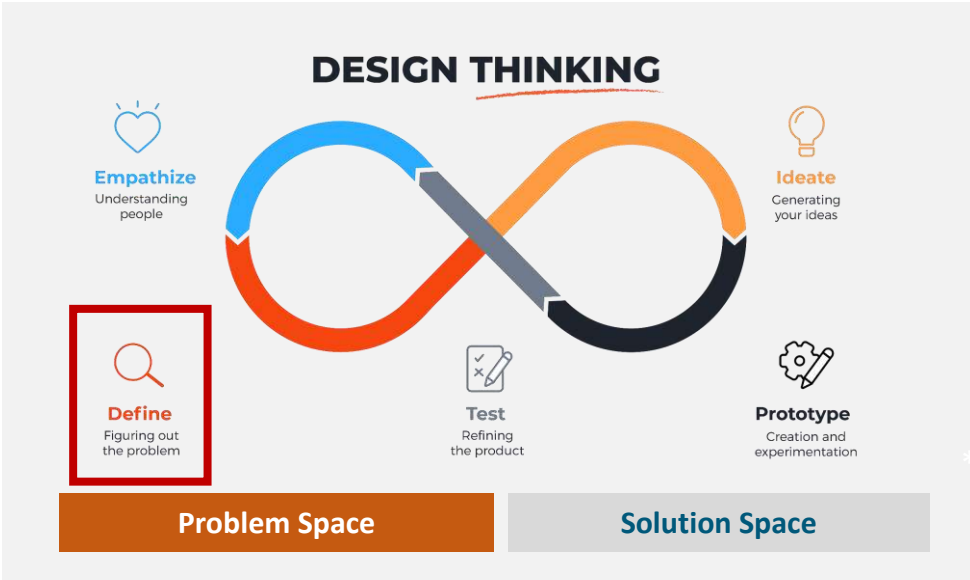 DESIGN THINKING
Empathize
Understanding
people
Ideate
Generating
your ideas
Define
Figuring out
the problem
Test
Refining
the product
Prototype
Creation and
experimentation
*
Problem Space
Solution Space